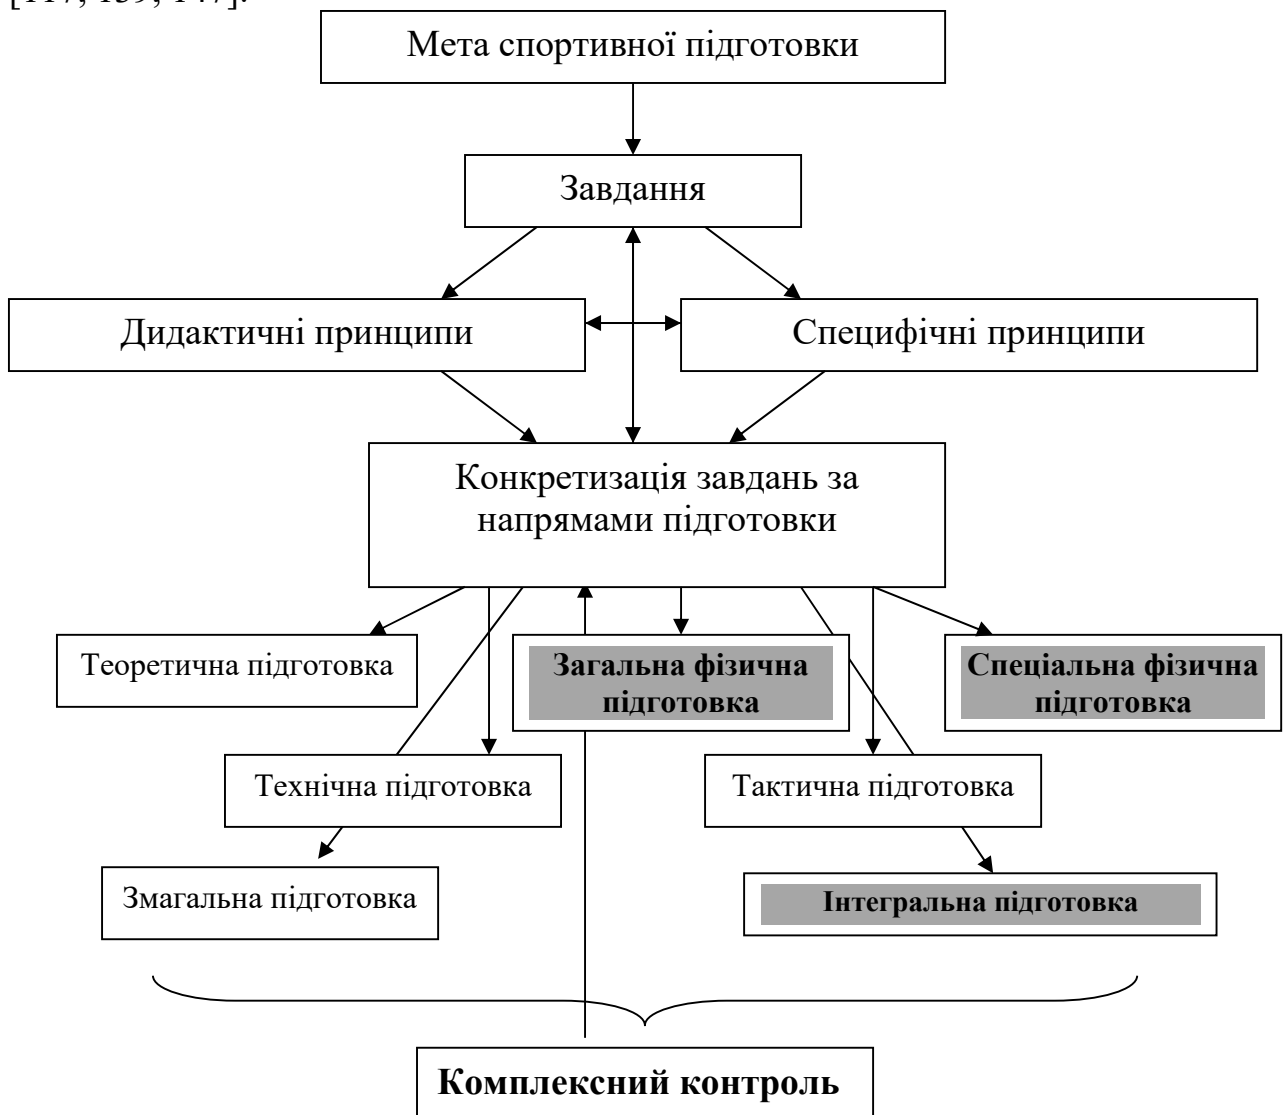 [117, 139, 147].
Мета спортивної підготовки
Завдання
Дидактичні принципи
Специфічні принципи
Конкретизація завдань за
напрямами підготовки
Теоретична підготовка
Загальна фізична
підготовка
Спеціальна фізична
підготовка
Технічна підготовка
Тактична підготовка
Змагальна підготовка
Інтегральна підготовка
Комплексний контроль